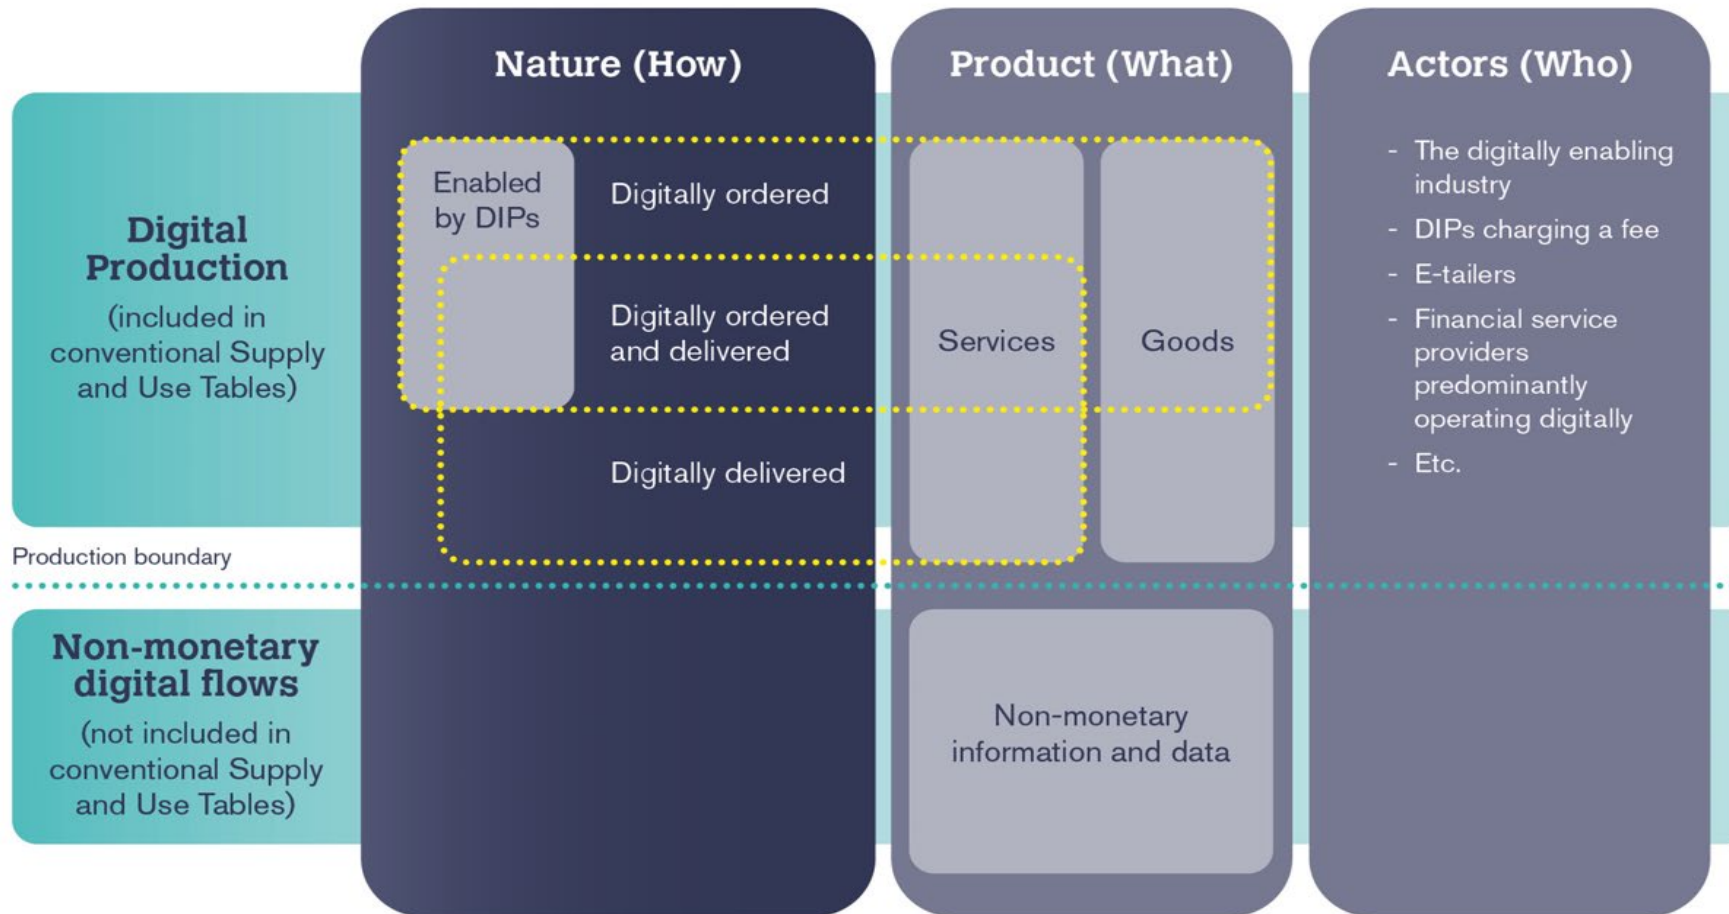 Nature (How)
Product (What)
Actors (Who)
Digital
Production
(included in
conventional Supply
and Use Tables)
Enabled
by DIPs
Digitally ordered
Digitally ordered
and delivered
Digitally delivered
Services
Goods
- The digitally enabling
industry
- DIPs charging a fee
- E-tailers
- Financial service
providers
predominantly
operating digitally
- Etc.
Production boundary
Non-monetary
digital flows
(not included in
conventional Supply
and Use Tables)
Non-monetary
information and data